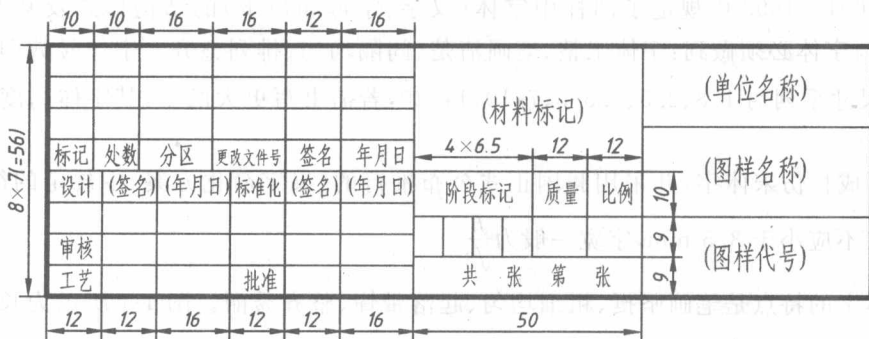 10 10 16 16 12 16
8×7(=56)
(材料标记)
(单位名称)
4×6.5 12 12
标记 处数 分区 更改文件号 签名 年月日
(图样名称)
设计 (签名) (年月日) 标准化 (签名) (年月日) 阶段标记 质量 比例 10
9
审核
(图样代号)
工艺 批准 共 张 第 张 9
12 12 16 12 12 16 50